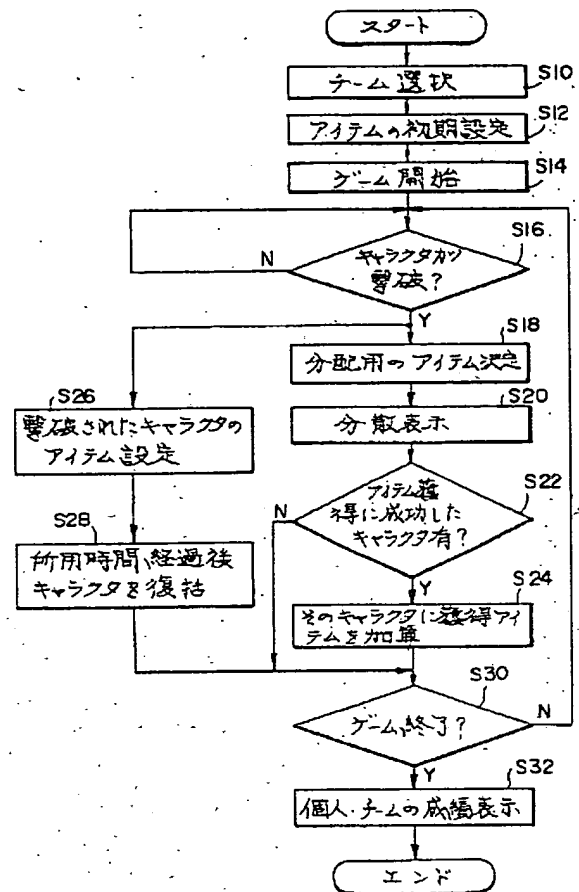 スタート
S10
チーム選択
S12
アイテムの初期設定
S14
ゲーム開始
S16
キャラクタが
撃破?
N
Y
S18
分配用のアイテム決定
S20
分散表示
S22
アイテム獲
得に成功した
キャラクタ有?
N
Y
S24
そのキャラクタに獲得アイ
テムを加算
S26
撃破されたキャラクタの
アイテム設定
S28
所用時間経過後
キャラクタを復活
S30
ゲーム終了?
N
Y
S32
個人・チームの成績表示
エンド